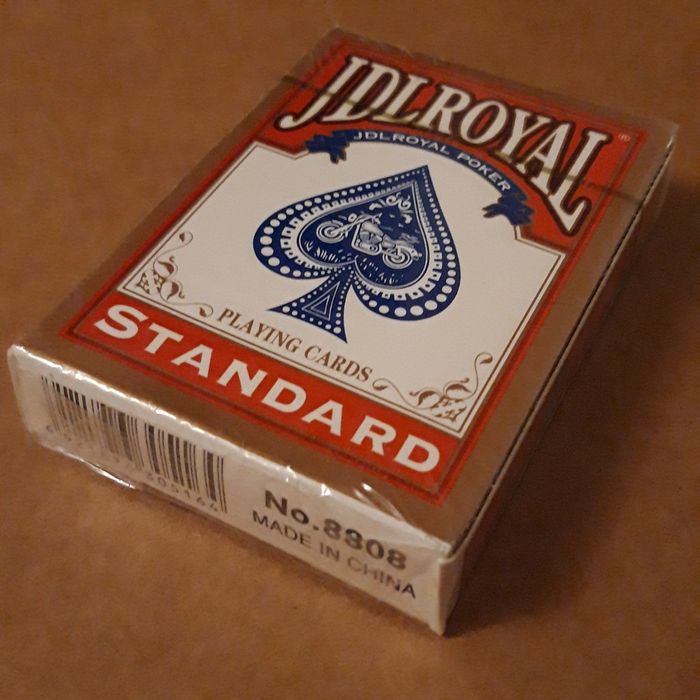 JDLROYAL
®
JDLROYAL POKER
PLAYING CARDS
STANDARD
No.8808
MADE IN CHINA